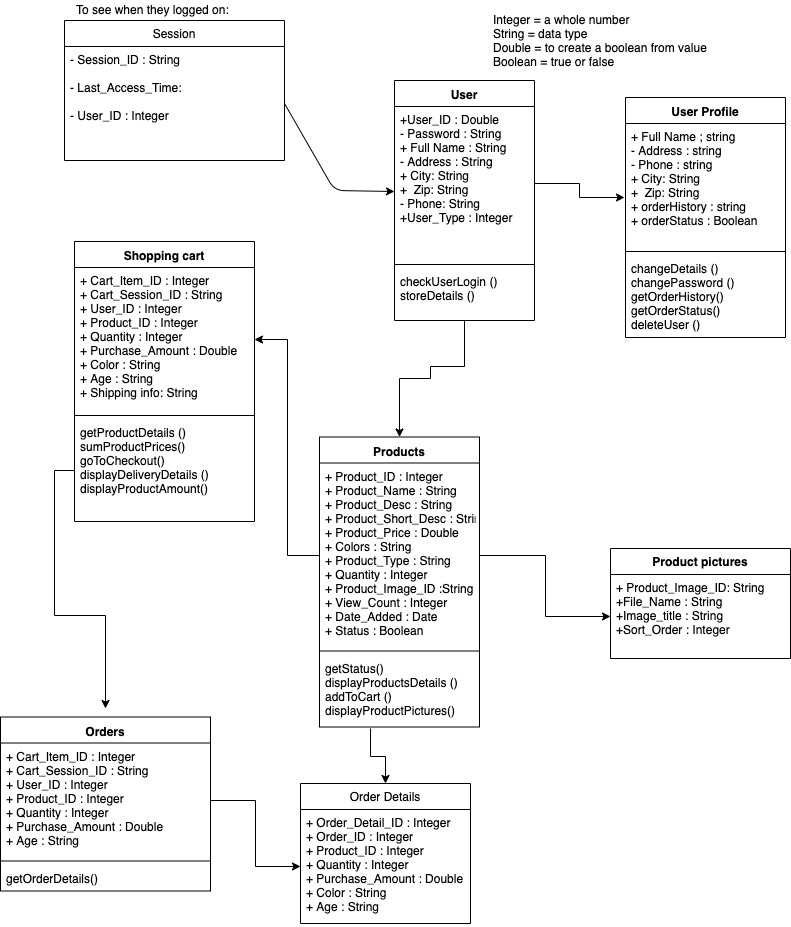 To see when they logged on:
Session
- Session_ID : String
- Last_Access_Time:
- User_ID : Integer
Integer = a whole number
String = data type
Double = to create a boolean from value
Boolean = true or false
User
+User_ID : Double
- Password : String
+ Full Name : String
- Address : String
+ City: String
+ Zip: String
- Phone: String
+User_Type : Integer
checkUserLogin ()
storeDetails ()
User Profile
+ Full Name ; string
- Address : string
- Phone : string
+ City: String
+ Zip: String
+ orderHistory : string
+ orderStatus : Boolean
changeDetails ()
changePassword ()
getOrderHistory()
getOrderStatus()
deleteUser ()
Shopping cart
+ Cart_Item_ID : Integer
+ Cart_Session_ID : String
+ User_ID : Integer
+ Product_ID : Integer
+ Quantity : Integer
+ Purchase_Amount : Double
+ Color : String
+ Age : String
+ Shipping info: String
getProductDetails ()
sumProductPrices()
goToCheckout()
displayDeliveryDetails ()
displayProductAmount()
Products
+ Product_ID : Integer
+ Product_Name : String
+ Product_Desc : String
+ Product_Short_Desc : Stri
+ Product_Price : Double
+ Colors : String
+ Product_Type : String
+ Quantity : Integer
+ Product_Image_ID :String
+ View_Count : Integer
+ Date_Added : Date
+ Status : Boolean
getStatus()
displayProductsDetails ()
addToCart ()
displayProductPictures()
Product pictures
+ Product_Image_ID: String
+File_Name : String
+Image_title : String
+Sort_Order : Integer
Orders
+ Cart_Item_ID : Integer
+ Cart_Session_ID : String
+ User_ID : Integer
+ Product_ID : Integer
+ Quantity : Integer
+ Purchase_Amount : Double
+ Age : String
getOrderDetails()
Order Details
+ Order_Detail_ID : Integer
+ Order_ID : Integer
+ Product_ID : Integer
+ Quantity : Integer
+ Purchase_Amount : Double
+ Color : String
+ Age : String